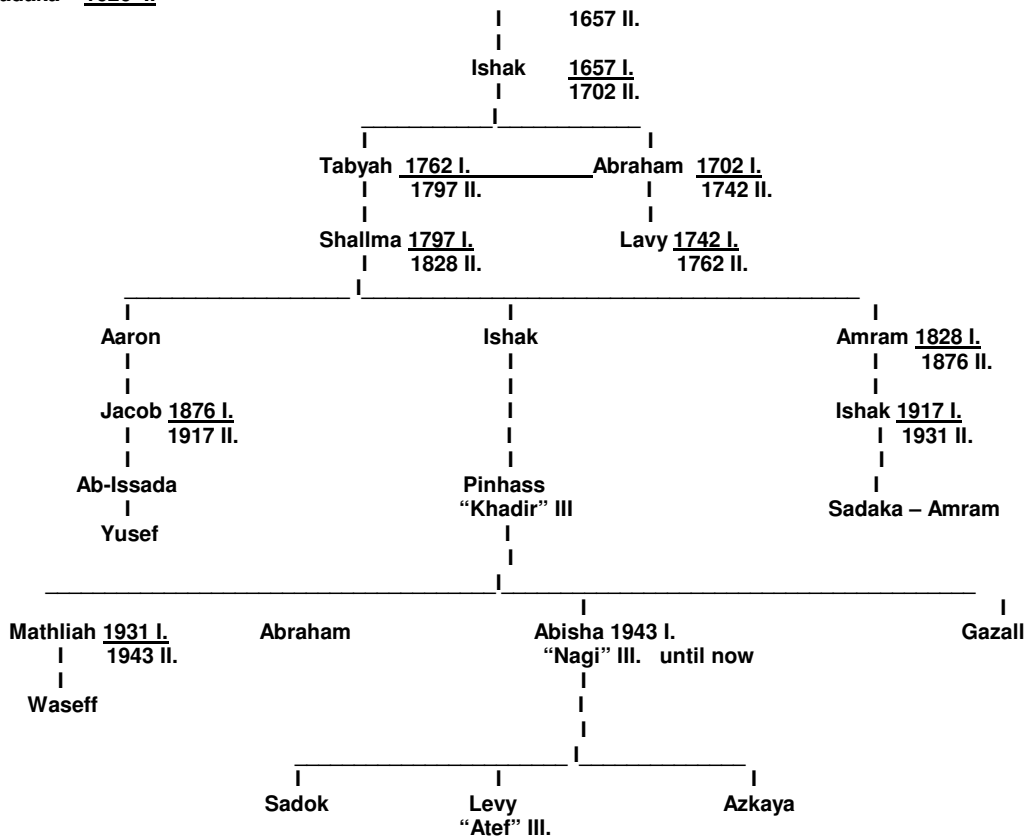 1657 II.
Ishak 1657 I.
1702 II.
Tabyah 1762 I. Abraham 1702 I.
1797 II. 1742 II.
Shallma 1797 I. Lavy 1742 I.
1828 II. 1762 II.
Aaron Ishak Amram 1828 I.
1876 II.
Jacob 1876 I. Ishak 1917 I.
1917 II. 1931 II.
Ab-Issada Pinhass
“Khadir” III Sadaka – Amram
Yusef
Mathliah 1931 I. Abraham Abisha 1943 I. Gazall
1943 II. “Nagi” III. until now
Waseff
Sadok Levy Azkaya
“Atef” III.